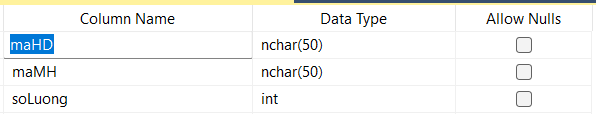 Column Name Data Type Allow Nulls
maHD nchar(50)
maMH nchar(50)
soLuong int